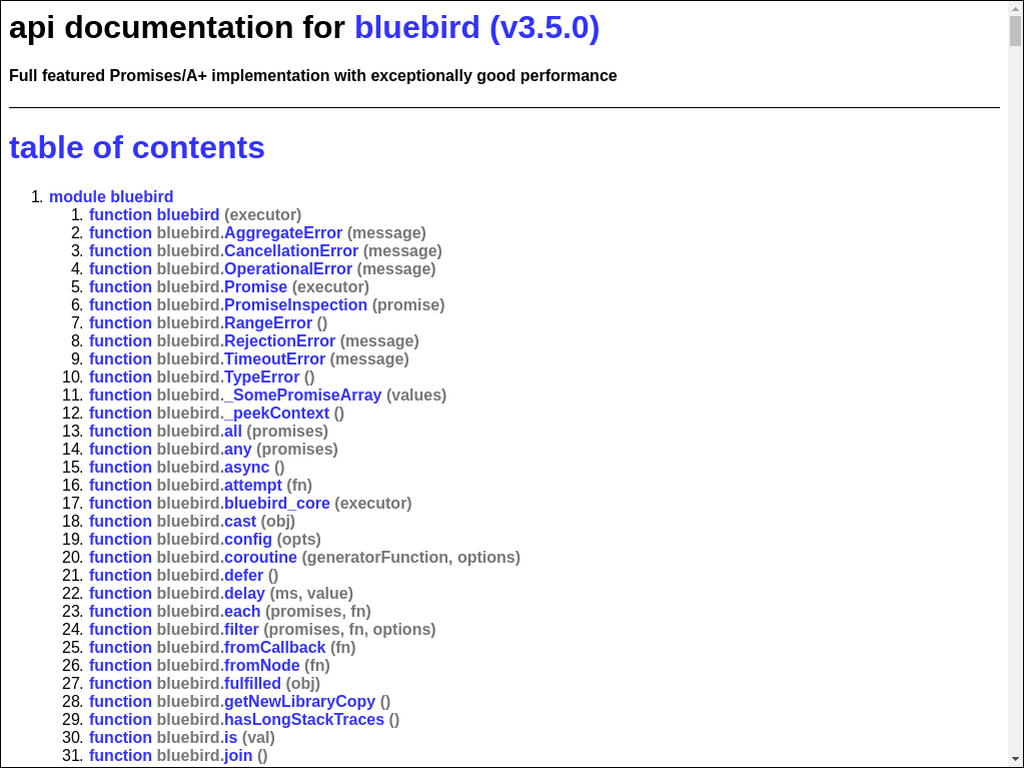 api documentation for bluebird (v3.5.0)
Full featured Promises/A+ implementation with exceptionally good performance
table of contents
1. module bluebird
1. function bluebird (executor)
2. function bluebird.AggregateError (message)
3. function bluebird.CancellationError (message)
4. function bluebird.OperationalError (message)
5. function bluebird.Promise (executor)
6. function bluebird.PromiseInspection (promise)
7. function bluebird.RangeError ()
8. function bluebird.RejectionError (message)
9. function bluebird.TimeoutError (message)
10. function bluebird.TypeError ()
11. function bluebird._SomePromiseArray (values)
12. function bluebird._peekContext ()
13. function bluebird.all (promises)
14. function bluebird.any (promises)
15. function bluebird.async ()
16. function bluebird.attempt (fn)
17. function bluebird.bluebird_core (executor)
18. function bluebird.cast (obj)
19. function bluebird.config (opts)
20. function bluebird.coroutine (generatorFunction, options)
21. function bluebird.defer ()
22. function bluebird.delay (ms, value)
23. function bluebird.each (promises, fn)
24. function bluebird.filter (promises, fn, options)
25. function bluebird.fromCallback (fn)
26. function bluebird.fromNode (fn)
27. function bluebird.fulfilled (obj)
28. function bluebird.getNewLibraryCopy ()
29. function bluebird.hasLongStackTraces ()
30. function bluebird.is (val)
31. function bluebird.join ()